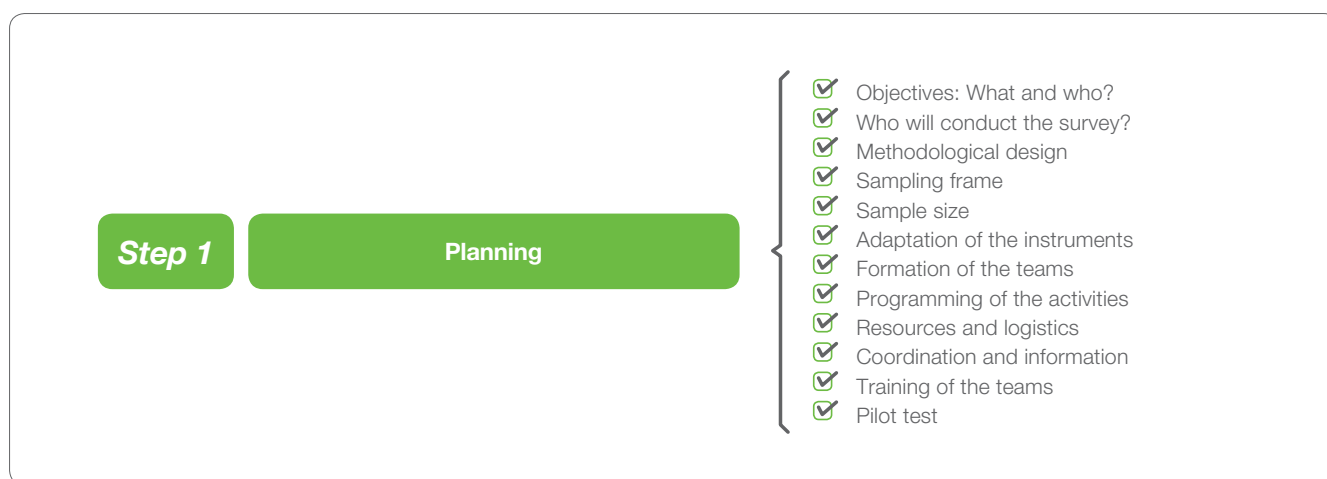 Step 1
Planning
Objectives: What and who?
Who will conduct the survey?
Methodological design
Sampling frame
Sample size
Adaptation of the instruments
Formation of the teams
Programming of the activities
Resources and logistics
Coordination and information
Training of the teams
Pilot test